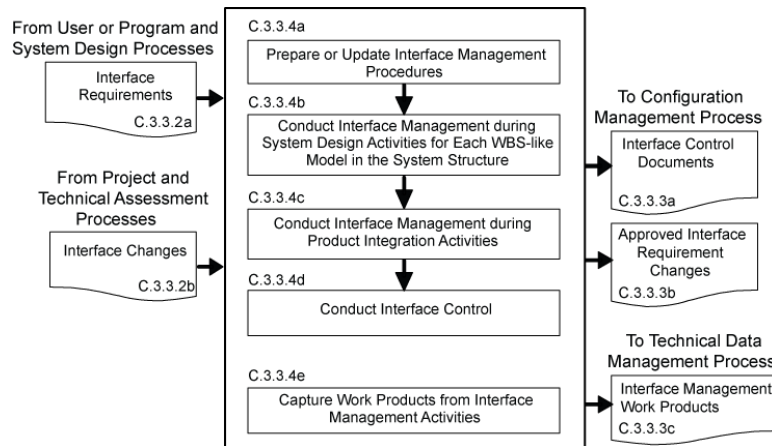 From User or Program and
System Design Processes
Interface
Requirements
C.3.3.2a
From Project and
Technical Assessment
Processes
Interface Changes
C.3.3.2b
C.3.3.4a
Prepare or Update Interface Management
Procedures
C.3.3.4b
Conduct Interface Management during
System Design Activities for Each WBS-like
Model in the System Structure
C.3.3.4c
Conduct Interface Management during
Product Integration Activities
C.3.3.4d
Conduct Interface Control
C.3.3.4e
Capture Work Products from Interface
Management Activities
To Configuration
Management Process
Interface Control
Documents
C.3.3.3a
Approved Interface
Requirement
Changes
C.3.3.3b
To Technical Data
Management Process
Interface Management
Work Products
C.3.3.3c